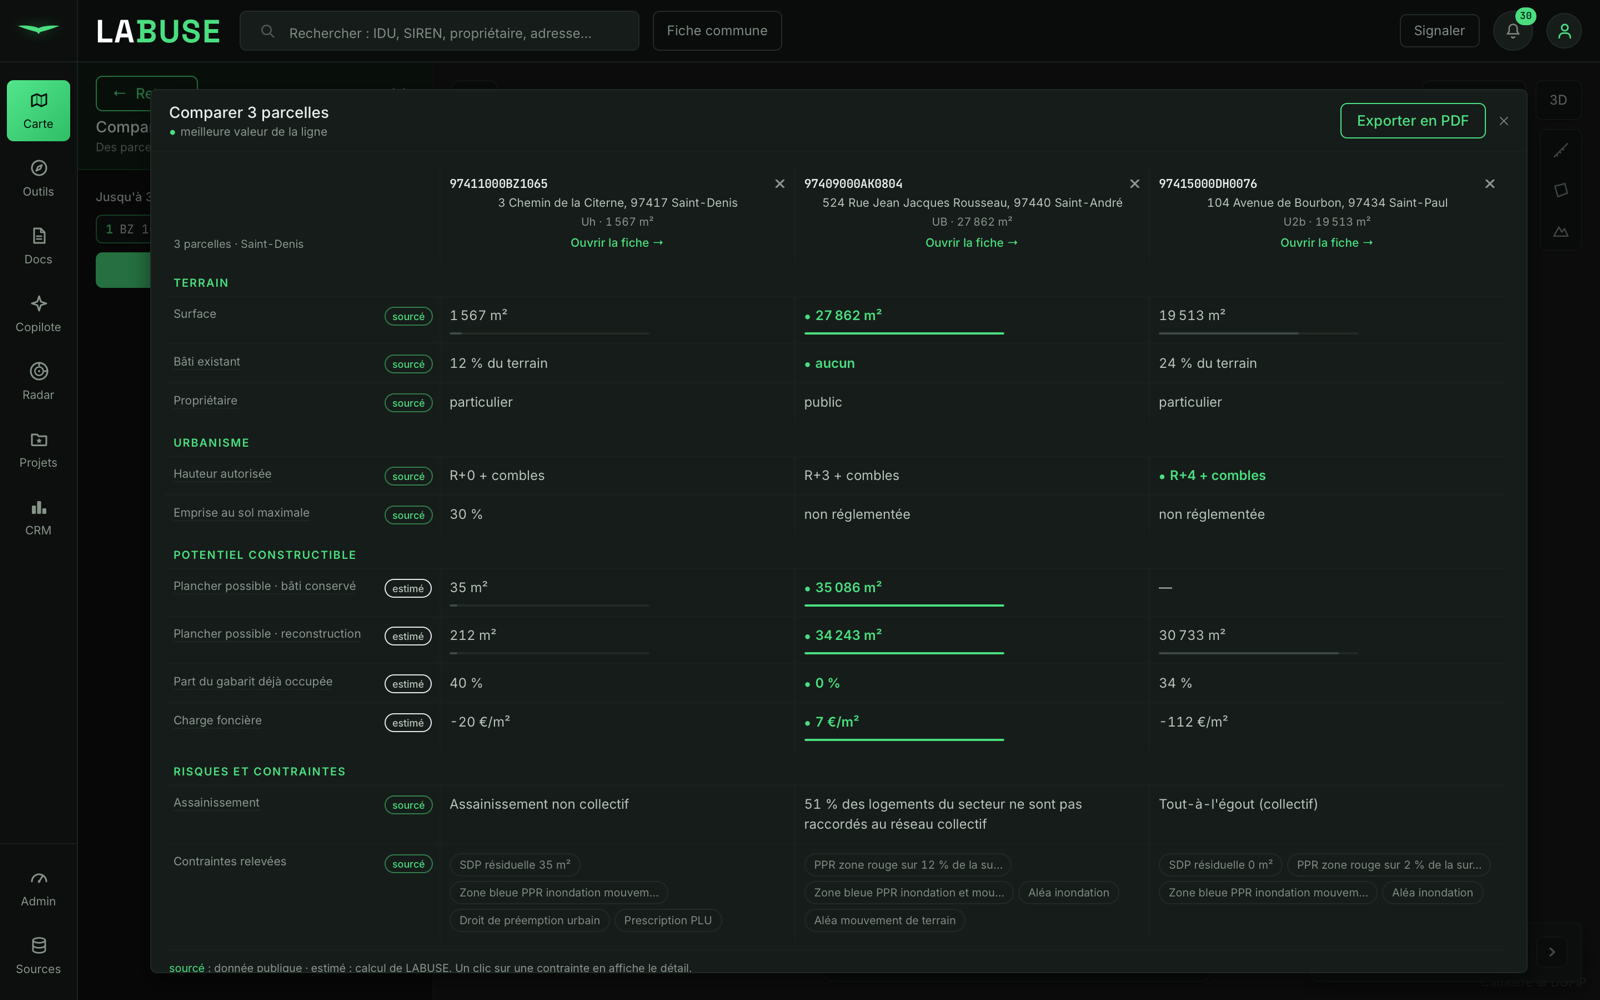 LABUSE
Rechercher : IDU, SIREN, propriétaire, adresse...
Fiche commune
Signaler
30
Carte
Outils
Docs
Copilote
Radar
Projets
CRM
Admin
Sources
← Re
Compa
Des parce
Jusqu'à 3
1 BZ 1
3D
Comparer 3 parcelles
• meilleure valeur de la ligne
Exporter en PDF ×
3 parcelles · Saint-Denis
97411000BZ1065 ×
3 Chemin de la Citerne, 97417 Saint-Denis
Uh · 1 567 m²
Ouvrir la fiche →
97409000AK0804 ×
524 Rue Jean Jacques Rousseau, 97440 Saint-André
UB · 27 862 m²
Ouvrir la fiche →
97415000DH0076 ×
104 Avenue de Bourbon, 97434 Saint-Paul
U2b · 19 513 m²
Ouvrir la fiche →
TERRAIN
Surface sourcé 1 567 m² • 27 862 m² 19 513 m²
Bâti existant sourcé 12 % du terrain • aucun 24 % du terrain
Propriétaire sourcé particulier public particulier
URBANISME
Hauteur autorisée sourcé R+0 + combles R+3 + combles • R+4 + combles
Emprise au sol maximale sourcé 30 % non réglementée non réglementée
POTENTIEL CONSTRUCTIBLE
Plancher possible · bâti conservé estimé 35 m² • 35 086 m² —
Plancher possible · reconstruction estimé 212 m² • 34 243 m² 30 733 m²
Part du gabarit déjà occupée estimé 40 % • 0 % 34 %
Charge foncière estimé -20 €/m² • 7 €/m² -112 €/m²
RISQUES ET CONTRAINTES
Assainissement sourcé Assainissement non collectif
51 % des logements du secteur ne sont pas
raccordés au réseau collectif
Tout-à-l'égout (collectif)
Contraintes relevées sourcé
SDP résiduelle 35 m²
Zone bleue PPR inondation mouvem...
Droit de préemption urbain Prescription PLU
PPR zone rouge sur 12 % de la su...
Zone bleue PPR inondation et mou... Aléa inondation
Aléa mouvement de terrain
SDP résiduelle 0 m² PPR zone rouge sur 2 % de la sur...
Zone bleue PPR inondation mouvem... Aléa inondation
sourcé : donnée publique · estimé : calcul de LABUSE. Un clic sur une contrainte en affiche le détail.